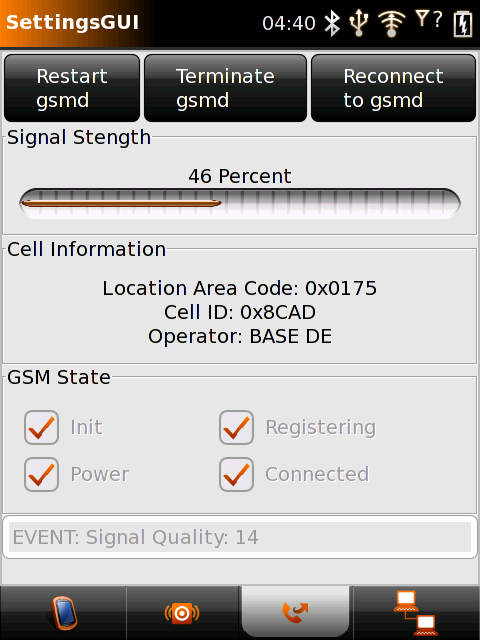 SettingsGUI 04:40 ?
Restart
gsmd
Terminate
gsmd
Reconnect
to gsmd
Signal Stength
46 Percent
Cell Information
Location Area Code: 0x0175
Cell ID: 0x8CAD
Operator: BASE DE
GSM State
Init Registering
Power Connected
EVENT: Signal Quality: 14